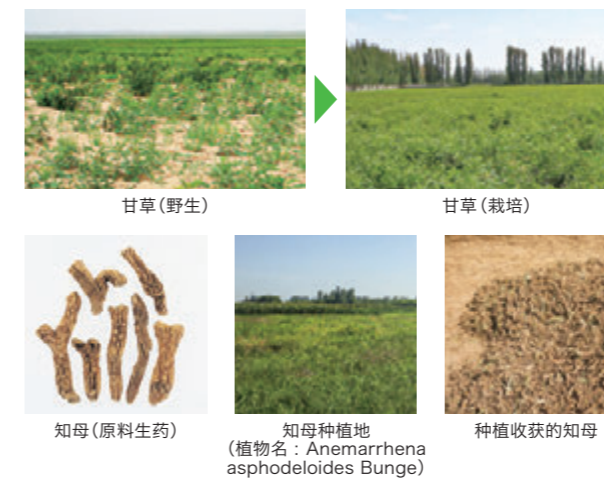 甘草（野生）
甘草（栽培）
知母（原料生药）
知母种植地
（植物名：Anemarrhena
asphodeloides Bunge）
种植收获的知母